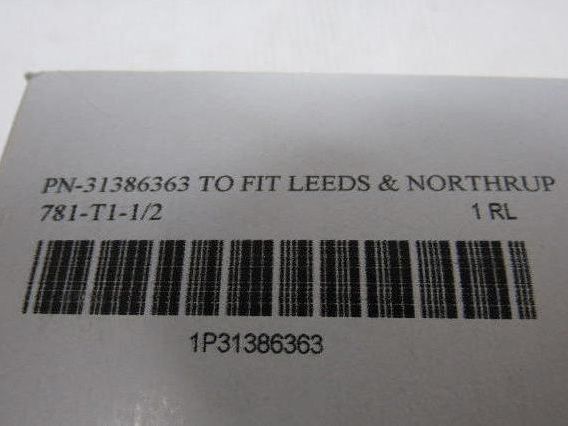 PN-31386363 TO FIT LEEDS & NORTHRUP
781-T1-1/2 1 RL
1P31386363